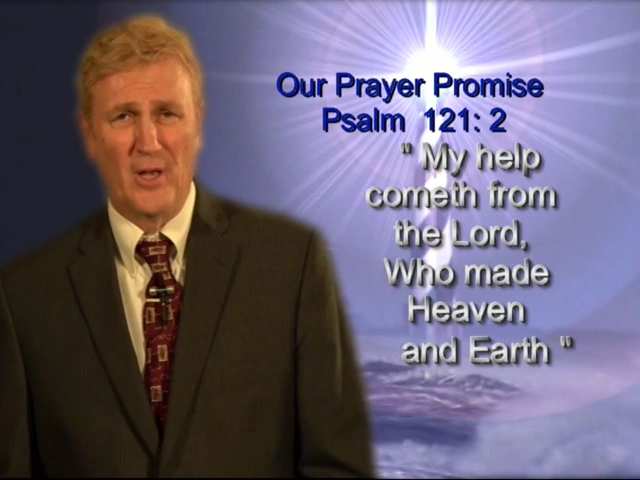 Our Prayer Promise
Psalm 121: 2
" My help
cometh from
the Lord,
Who made
Heaven
and Earth "